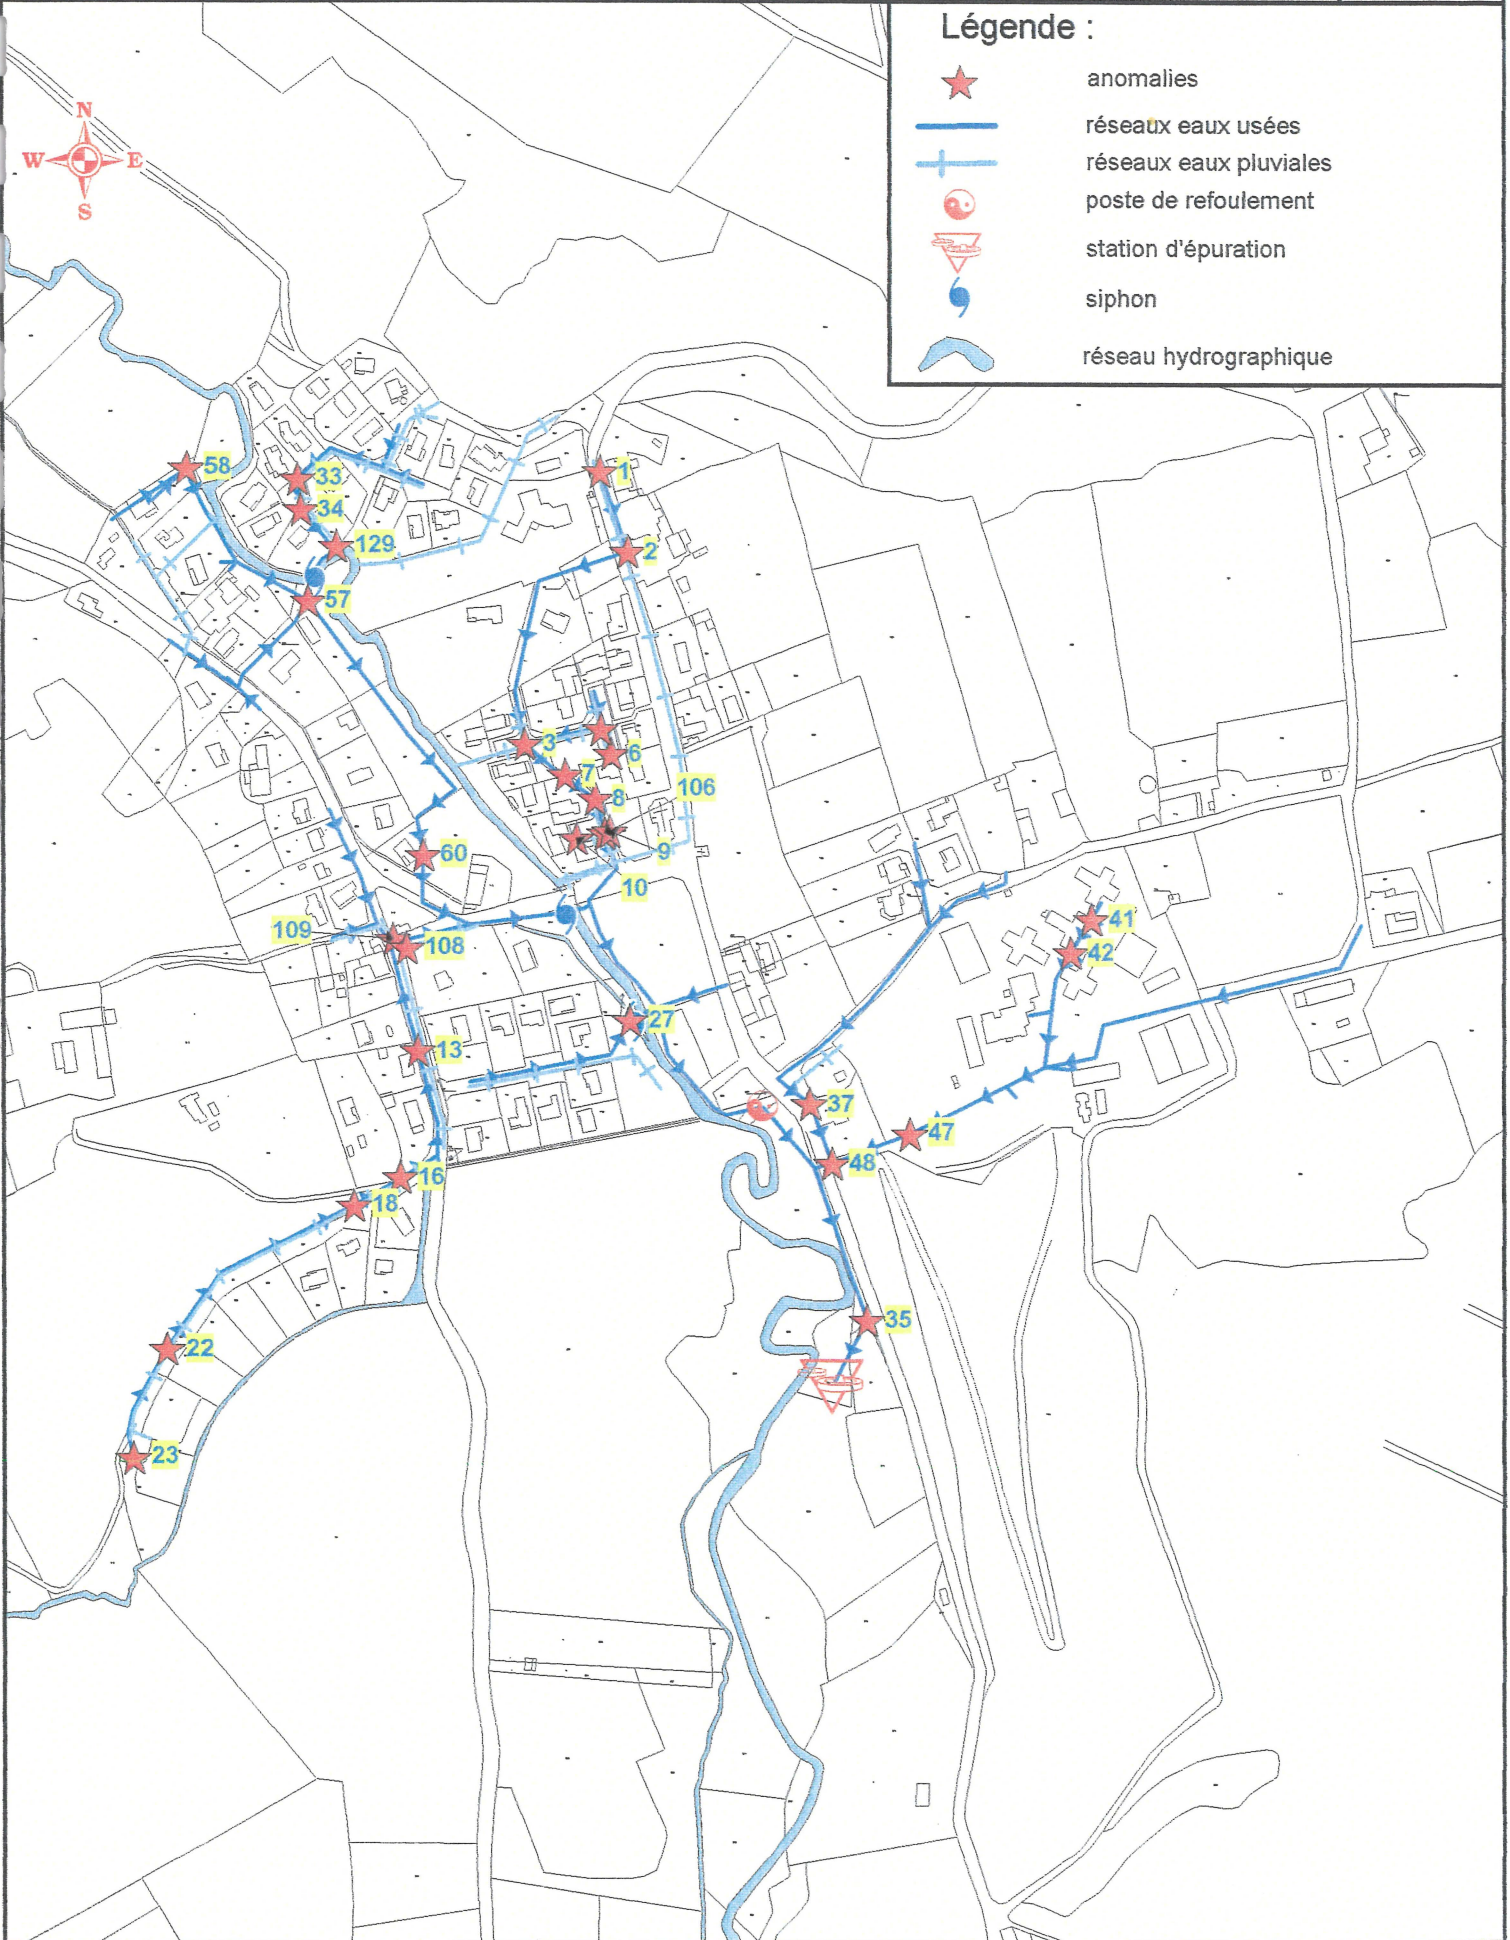 Légende :
anomalies
réseaux eaux usées
réseaux eaux pluviales
poste de refoulement
station d'épuration
siphon
réseau hydrographique
N
W E
S
58
33
1
34
129
2
57
3
6
7
106
8
60
9
10
109
108
41
42
27
13
37
47
48
16
18
35
22
23